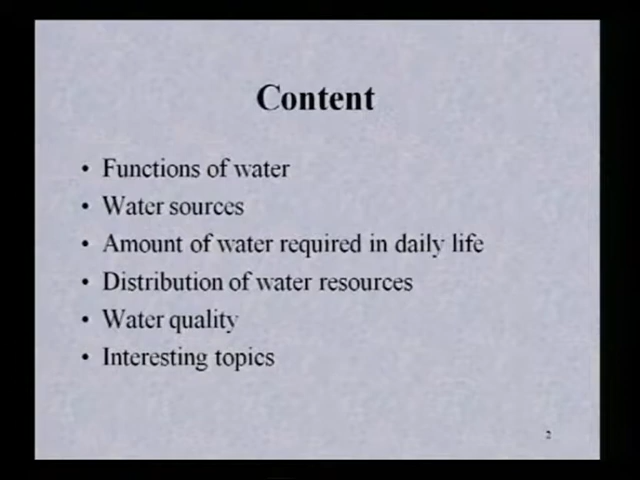 Content
• Functions of water
• Water sources
• Amount of water required in daily life
• Distribution of water resources
• Water quality
• Interesting topics
2